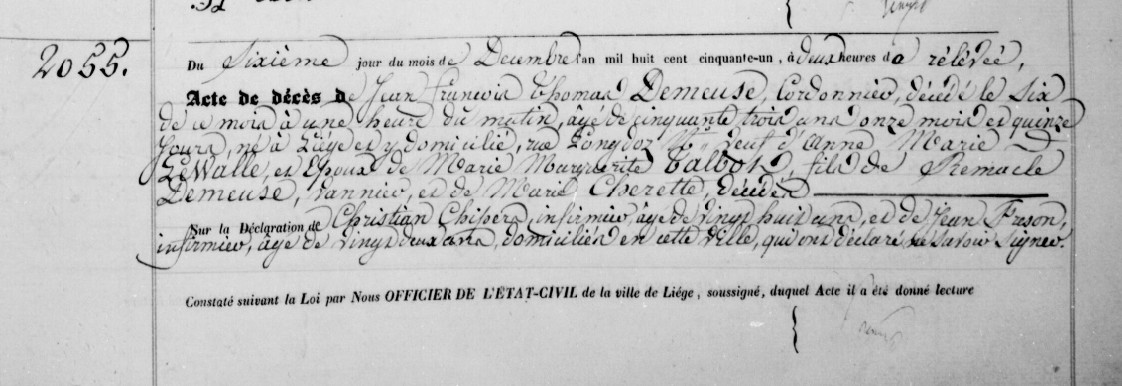 2055.
Du Sixième jour du mois de Decembre l'an mil huit cent cinquante-un, à deux heures de rélévée,
Acte de décès de Jean François Thomas Demeuse, Cordonnier, décédé le Six
de ce mois à une heure du matin, âgé de cinquante trois ans onze mois et quinze
jours, né à Liége et y domicilié, rue N° Veuf d'Anne Marie
LeWalle, et Epoux de Marie Marguerite Talbot, fils de Remacle
Demeuse, Vannier, et de Marie Cherette, décédés
Sur la Déclaration de Christian infirmier, âgé de vingt huit ans, et de Jean Frison,
infirmier, âgé de vingt deux ans, domiciliés en cette Ville, qui ont déclaré ne Savoir Signer.
Constaté suivant la Loi par Nous OFFICIER DE L'ÉTAT-CIVIL de la ville de Liége, soussigné, duquel Acte il a été donné lecture